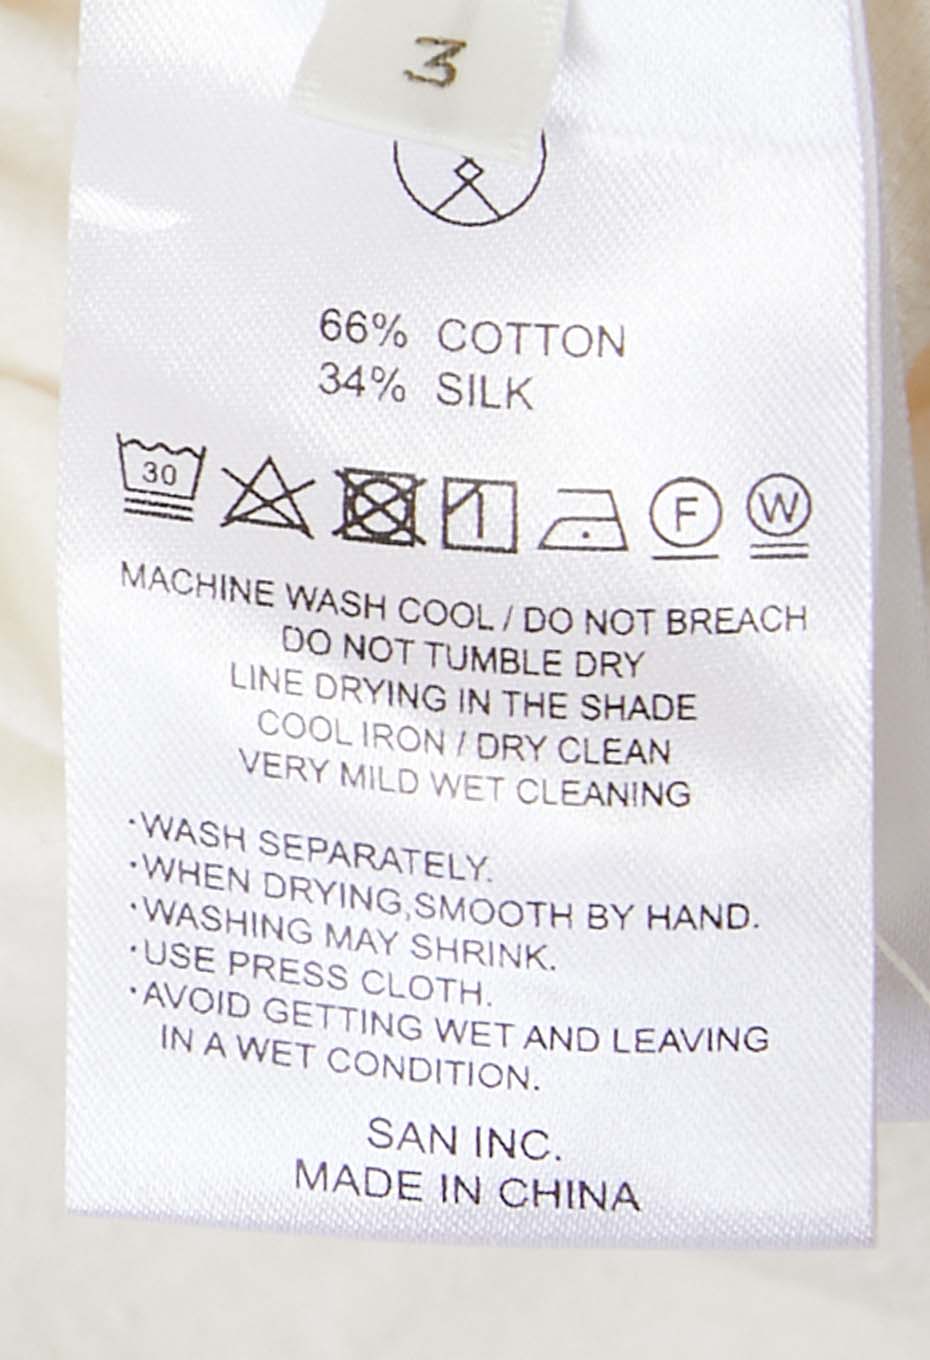 3
66% COTTON
34% SILK
30 F W
MACHINE WASH COOL / DO NOT BREACH
DO NOT TUMBLE DRY
LINE DRYING IN THE SHADE
COOL IRON / DRY CLEAN
VERY MILD WET CLEANING
·WASH SEPARATELY.
·WHEN DRYING,SMOOTH BY HAND.
·WASHING MAY SHRINK.
·USE PRESS CLOTH.
·AVOID GETTING WET AND LEAVING
IN A WET CONDITION.
SAN INC.
MADE IN CHINA